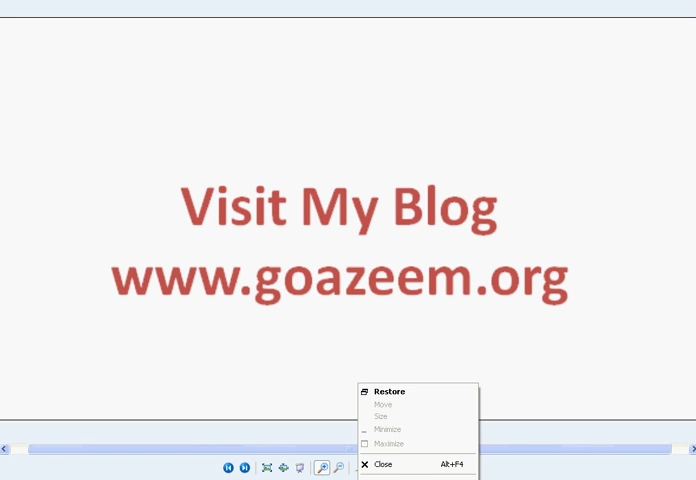 Visit My Blog
www.goazeem.org
Restore
Move
Size
Minimize
Maximize
Close Alt+F4